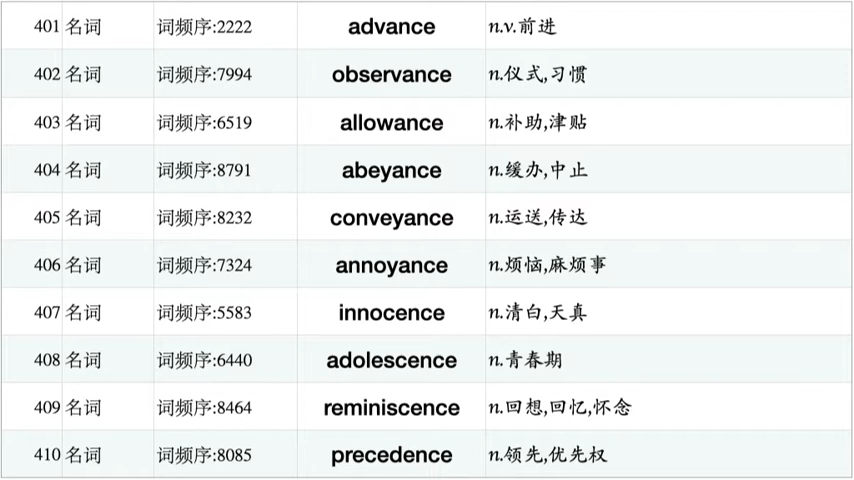 401 名词 词频序:2222 advance n.v.前进
402 名词 词频序:7994 observance n.仪式,习惯
403 名词 词频序:6519 allowance n.补助,津贴
404 名词 词频序:8791 abeyance n.缓办,中止
405 名词 词频序:8232 conveyance n.运送,传达
406 名词 词频序:7324 annoyance n.烦恼,麻烦事
407 名词 词频序:5583 innocence n.清白,天真
408 名词 词频序:6440 adolescence n.青春期
409 名词 词频序:8464 reminiscence n.回想,回忆,怀念
410 名词 词频序:8085 precedence n.领先,优先权